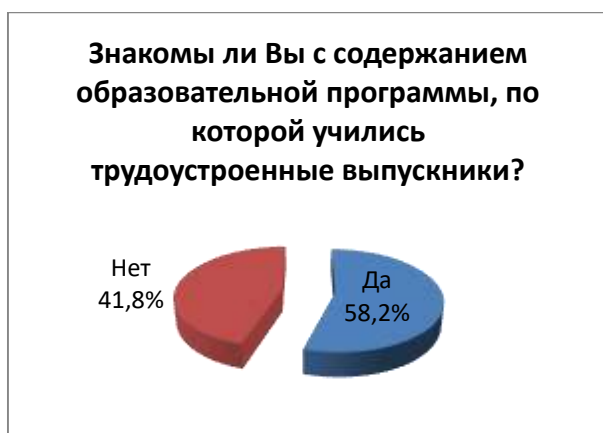 Знакомы ли Вы с содержанием
образовательной программы, по
которой учились
трудоустроенные выпускники?
Нет
41,8%
Да
58,2%